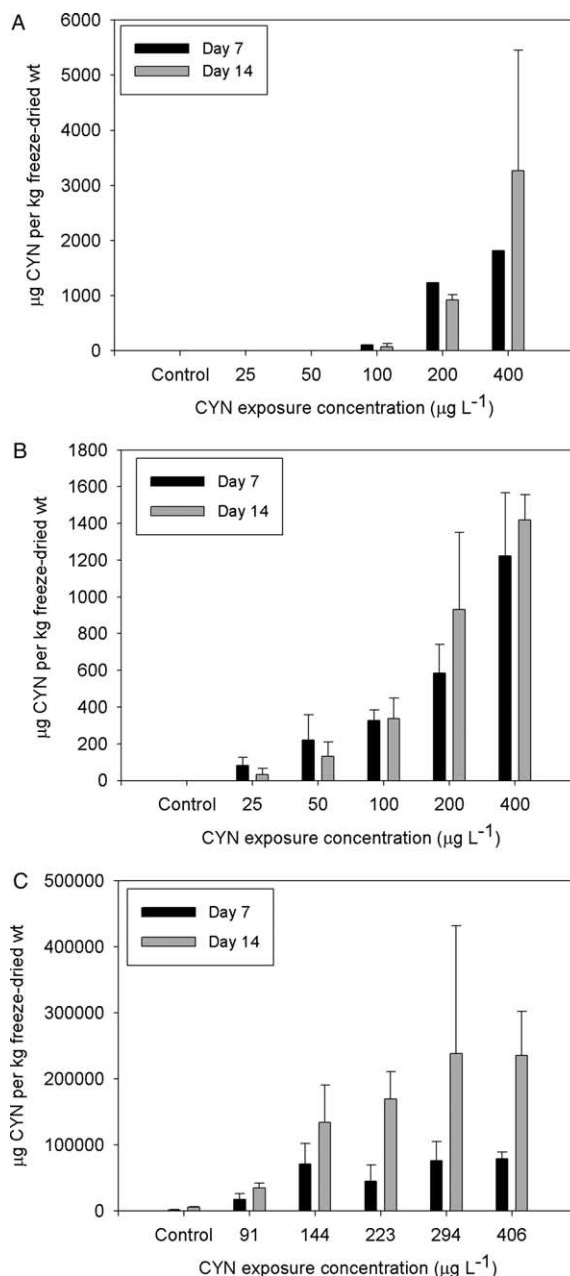 A
6000
5000
4000
3000
2000
1000
0
µg CYN per kg freeze-dried wt
Day 7
Day 14
Control 25 50 100 200 400
CYN exposure concentration (µg L-1)
B
1800
1600
1400
1200
1000
800
600
400
200
0
µg CYN per kg freeze-dried wt
Day 7
Day 14
Control 25 50 100 200 400
CYN exposure concentration (µg L-1)
C
500000
400000
300000
200000
100000
0
µg CYN per kg freeze-dried wt
Day 7
Day 14
Control 91 144 223 294 406
CYN exposure concentration (µg L-1)